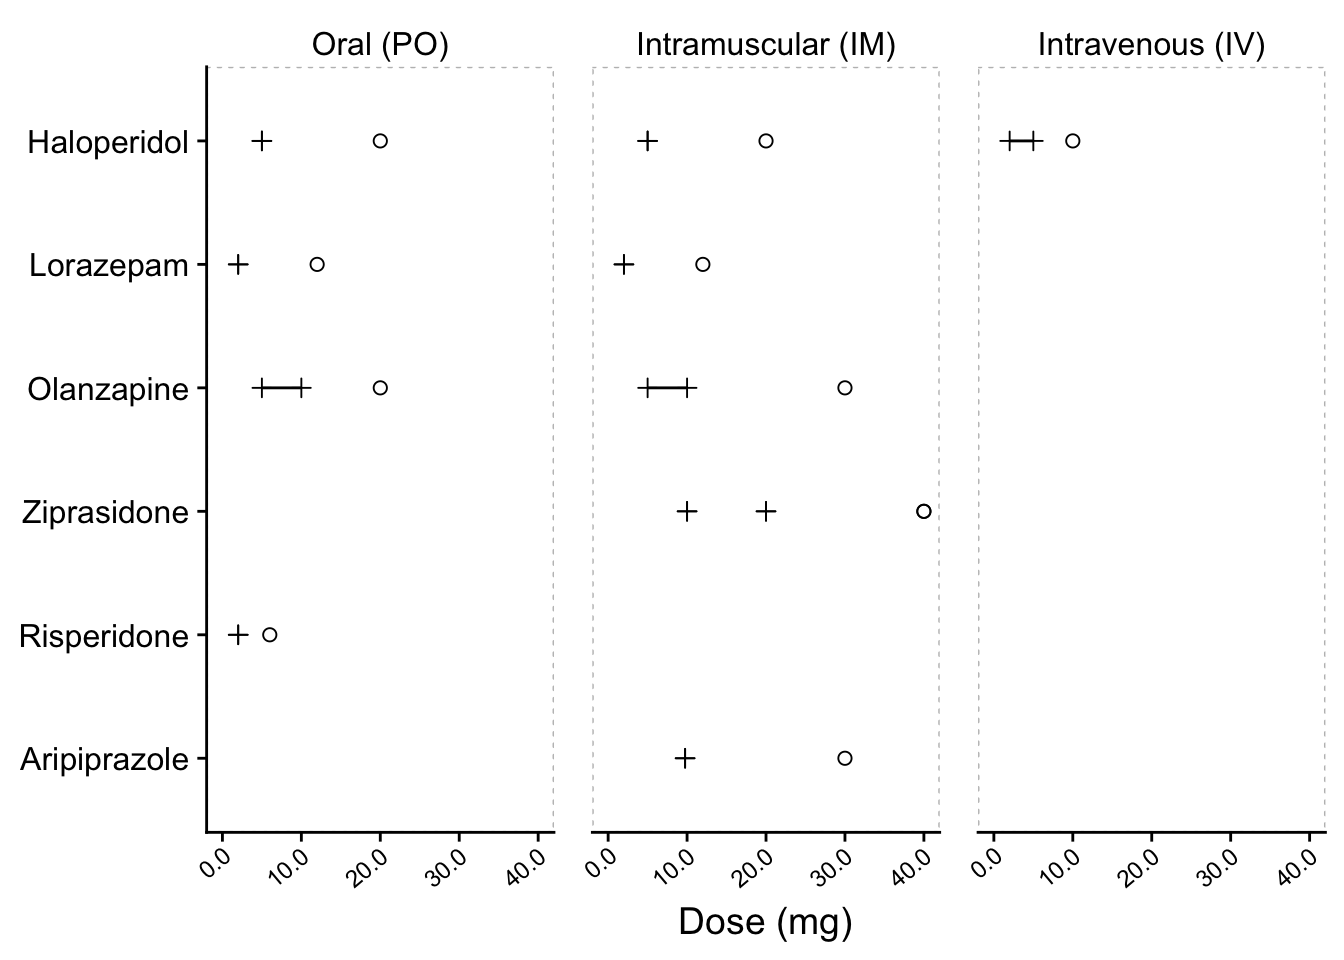 Oral (PO)
Intramuscular (IM)
Intravenous (IV)
Haloperidol
Lorazepam
Olanzapine
Ziprasidone
Risperidone
Aripiprazole
0.0 10.0 20.0 30.0 40.0
0.0 10.0 20.0 30.0 40.0
0.0 10.0 20.0 30.0 40.0
Dose (mg)